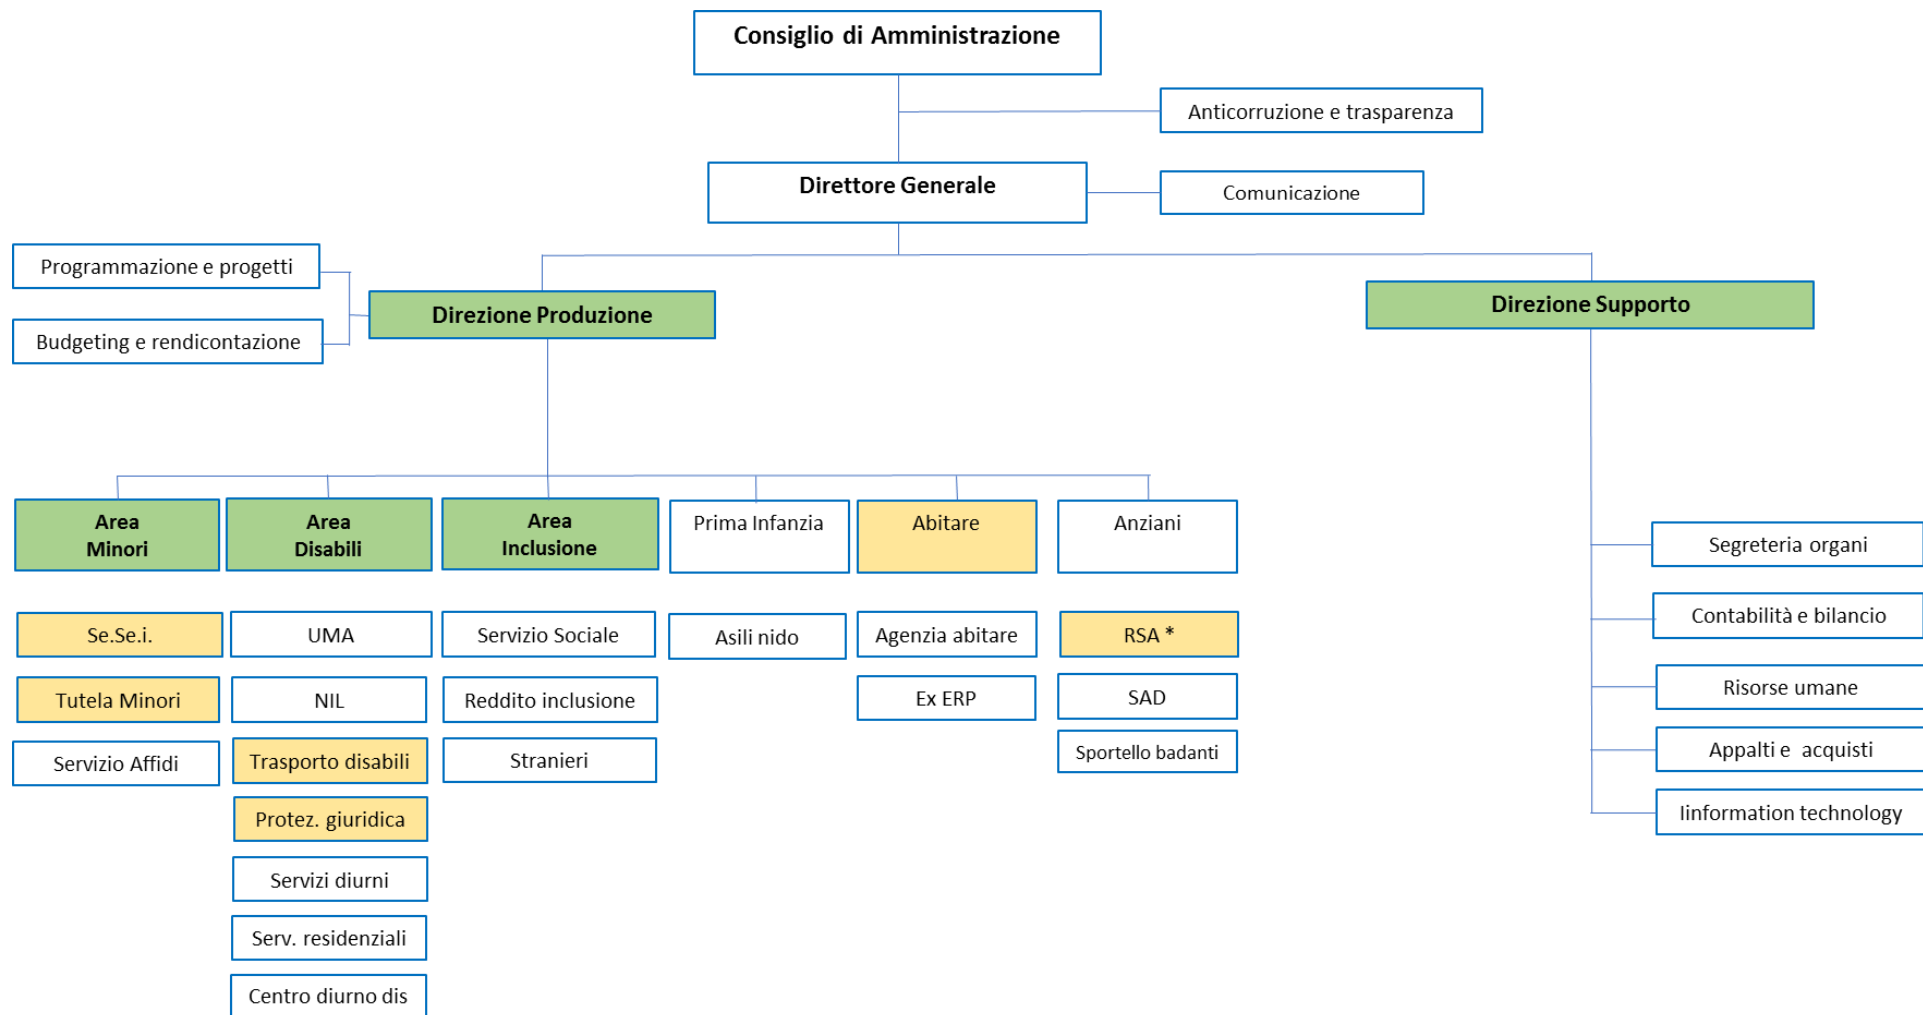 Consiglio di Amministrazione
Anticorruzione e trasparenza
Direttore Generale
Comunicazione
Programmazione e progetti
Budgeting e rendicontazione
Direzione Produzione
Direzione Supporto
Area
Minori
Area
Disabili
Area
Inclusione
Prima Infanzia
Abitare
Anziani
Se.Se.i.
Tutela Minori
Servizio Affidi
UMA
NIL
Trasporto disabili
Protez. giuridica
Servizi diurni
Serv. residenziali
Centro diurno dis
Servizio Sociale
Reddito inclusione
Stranieri
Asili nido
Agenzia abitare
Ex ERP
RSA *
SAD
Sportello badanti
Segreteria organi
Contabilità e bilancio
Risorse umane
Appalti e  acquisti
Iinformation technology